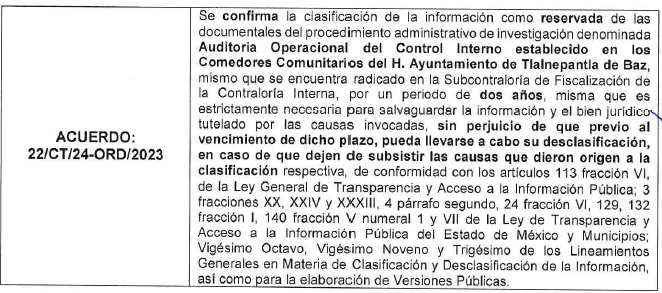 ACUERDO:
22/CT/24-ORD/2023
Se confirma la clasificación de la información como reservada de las
documentales del procedimiento administrativo de investigación denominada
Auditoria Operacional del Control Interno establecido en los
Comedores Comunitarios del H. Ayuntamiento de Tlalnepantla de Baz,
mismo que se encuentra radicado en la Subcontraloría de Fiscalización de
la Contraloría Interna, por un periodo de dos años, misma que es
estrictamente necesaria para salvaguardar la información y el bien jurídico
tutelado por las causas invocadas, sin perjuicio de que previo al
vencimiento de dicho plazo, pueda llevarse a cabo su desclasificación,
en caso de que dejen de subsistir las causas que dieron origen a la
clasificación respectiva, de conformidad con los artículos 113 fracción VI,
de la Ley General de Transparencia y Acceso a la Información Pública; 3
fracciones XX, XXIV y XXXIII, 4 párrafo segundo, 24 fracción VI, 129, 132
fracción I, 140 fracción V numeral 1 y VII de la Ley de Transparencia y
Acceso a la Información Pública del Estado de México y Municipios;
Vigésimo Octavo, Vigésimo Noveno y Trigésimo de los Lineamientos
Generales en Materia de Clasificación y Desclasificación de la Información,
así como para la elaboración de Versiones Públicas.